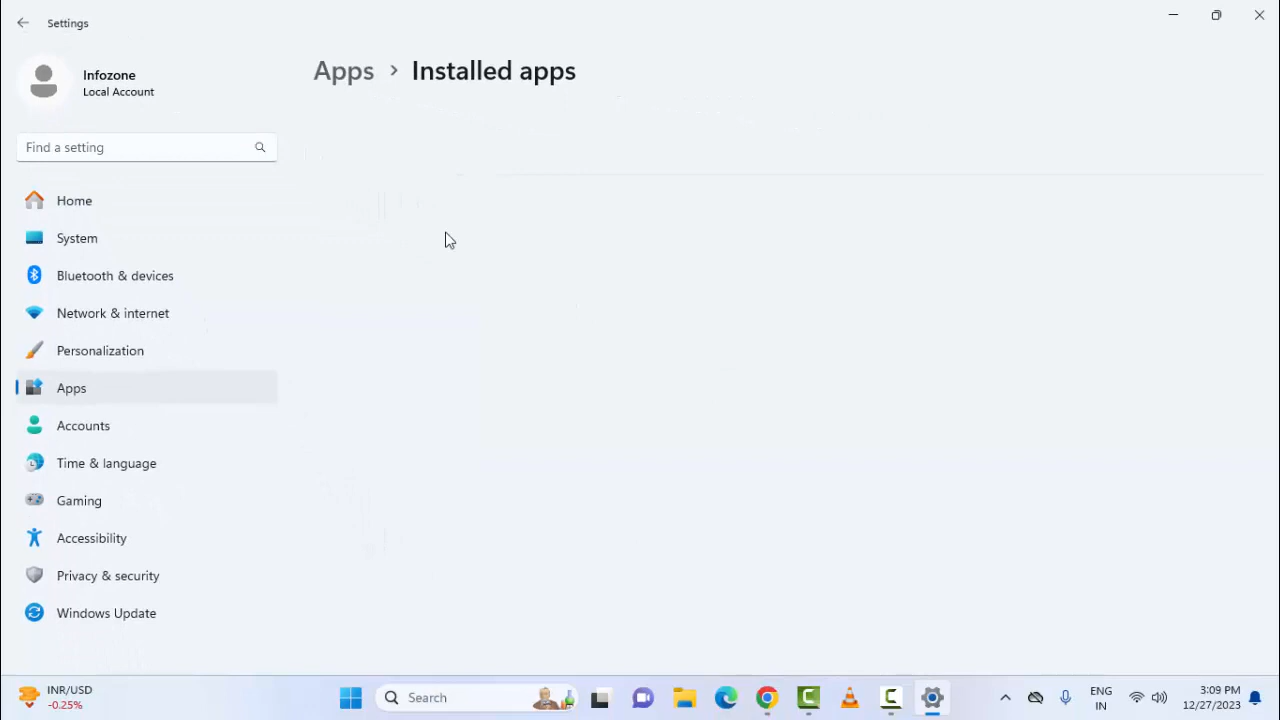 Settings
Infozone
Local Account
Apps > Installed apps
Find a setting
Home
System
Bluetooth & devices
Network & internet
Personalization
Apps
Accounts
Time & language
Gaming
Accessibility
Privacy & security
Windows Update
INR/USD
-0.25%
Search
ENG
IN
3:09 PM
12/27/2023